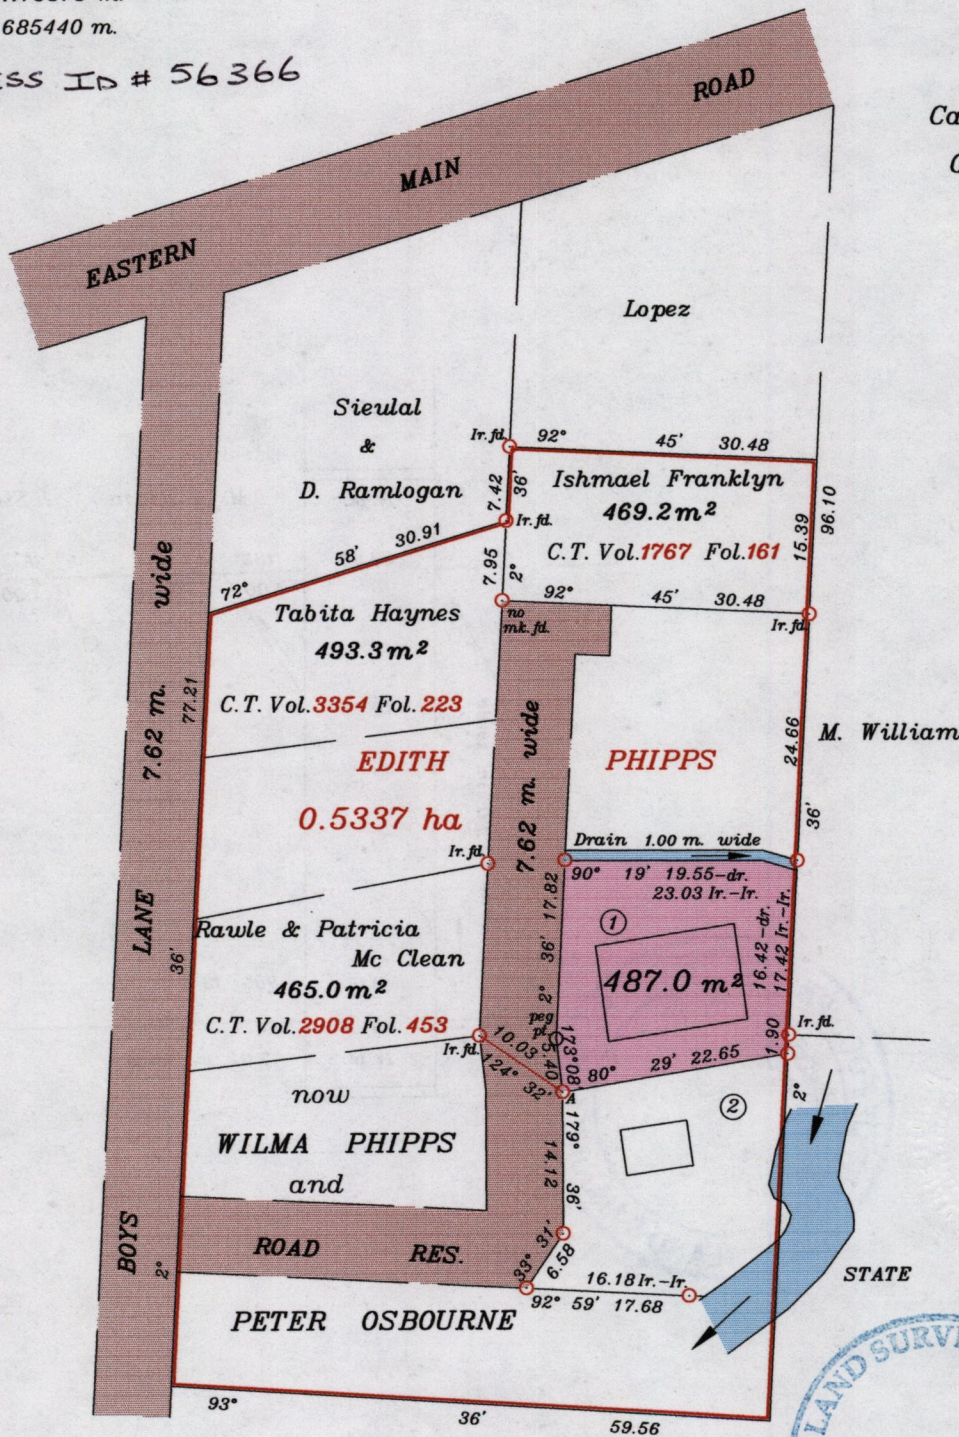 685440 m.
ESS ID # 56366
Ca
EASTERN MAIN ROAD
Lopez
Sieulal
&
D. Ramlogan
Ir. fd.
92° 45' 30.48
7.42
36'
Ir. fd.
Ishmael Franklyn
469.2 m²
C.T. Vol.1767 Fol.161
15.39
96.10
72° 58' 30.91
7.95
2°
92° 45' 30.48
no
mk. fd.
Ir. fd.
Tabita Haynes
493.3 m²
C.T. Vol.3354 Fol.223
77.21
7.62 m. wide
7.62 m. wide
EDITH PHIPPS
0.5337 ha
24.66
M. William
36'
Drain 1.00 m. wide
Ir. fd.
90° 19' 19.55-dr.
23.03 Ir.-Ir.
17.82
36'
2°
1
487.0 m²
16.42-dr.
17.42 Ir.-Ir.
Rawle & Patricia
Mc Clean
465.0 m²
C.T. Vol.2908 Fol.453
BOYS LANE
36'
2°
peg
pt.
Ir. fd.
10.03
124° 32'
173°08'
5.40
80° 29' 22.65
1.90
Ir. fd.
A
2
2°
now
WILMA PHIPPS
and
179°
14.12
36'
ROAD RES.
33° 31'
6.58
16.18 Ir.-Ir.
92° 59' 17.68
STATE
PETER OSBOURNE
93° 36' 59.56
LAND SURVE